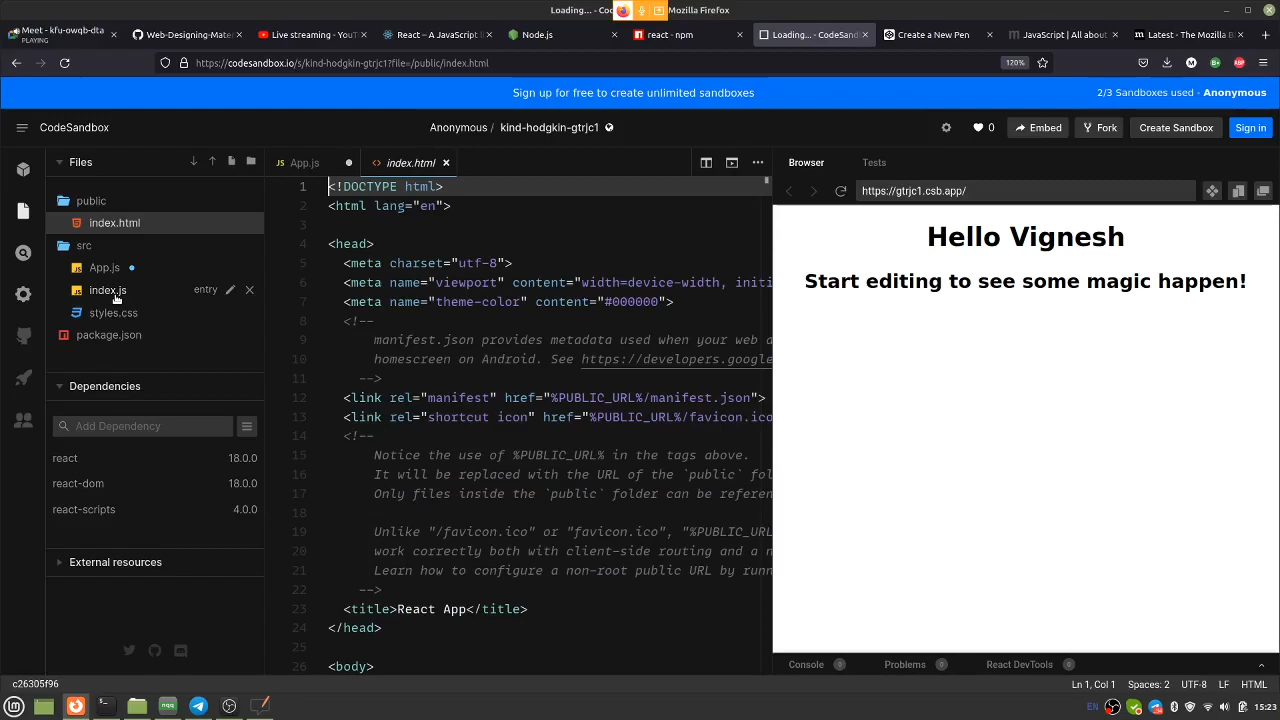 Loading... - Co
Mozilla Firefox
Meet - kfu-owqb-dta
PLAYING
Web-Designing-Mater
Live streaming - YouTu
React – A JavaScript li
Node.js
react - npm
Loading... - CodeSand
Create a New Pen
JavaScript | All about
Latest - The Mozilla B
https://codesandbox.io/s/kind-hodgkin-gtrjc1?file=/public/index.html
120%
Sign up for free to create unlimited sandboxes
2/3 Sandboxes used - Anonymous
CodeSandbox
Anonymous / kind-hodgkin-gtrjc1
0
Embed
Fork
Create Sandbox
Sign in
Files
public
index.html
src
App.js
index.js
entry
styles.css
package.json
Dependencies
Add Dependency
react 18.0.0
react-dom 18.0.0
react-scripts 4.0.0
External resources
App.js
index.html
1 <!DOCTYPE html>
2 <html lang="en">
3
4 <head>
5 <meta charset="utf-8">
6 <meta name="viewport" content="width=device-width, initi
7 <meta name="theme-color" content="#000000">
8 <!--
9 manifest.json provides metadata used when your web a
10 homescreen on Android. See https://developers.google
11 -->
12 <link rel="manifest" href="%PUBLIC_URL%/manifest.json">
13 <link rel="shortcut icon" href="%PUBLIC_URL%/favicon.ico
14 <!--
15 Notice the use of %PUBLIC_URL% in the tags above.
16 It will be replaced with the URL of the `public` fol
17 Only files inside the `public` folder can be referen
18
19 Unlike "/favicon.ico" or "favicon.ico", "%PUBLIC_URL
20 work correctly both with client-side routing and a n
21 Learn how to configure a non-root public URL by runn
22 -->
23 <title>React App</title>
24 </head>
25
26 <body>
Browser
Tests
https://gtrjc1.csb.app/
Hello Vignesh
Start editing to see some magic happen!
Console 0
Problems 0
React DevTools 0
c26305f96
Ln 1, Col 1
Spaces: 2
UTF-8
LF
HTML
EN
15:23